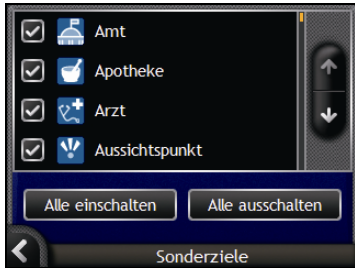 Amt
Apotheke
Arzt
Aussichtspunkt
Alle einschalten Alle ausschalten
Sonderziele